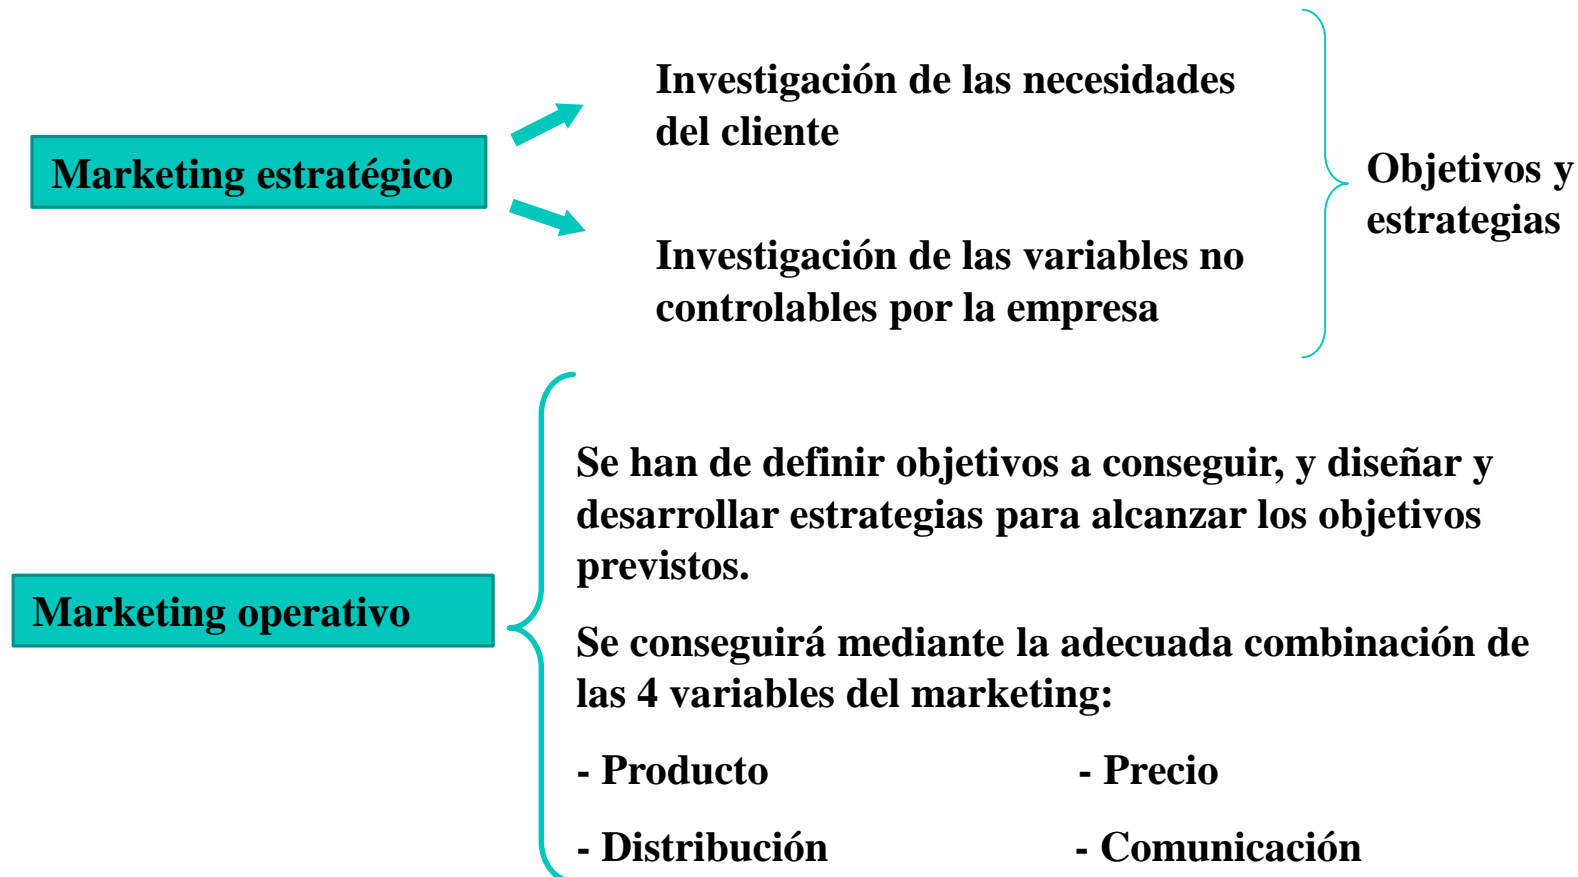 Marketing estratégico
Investigación de las necesidades
del cliente
Investigación de las variables no
controlables por la empresa
Objetivos y
estrategias
Marketing operativo
Se han de definir objetivos a conseguir, y diseñar y
desarrollar estrategias para alcanzar los objetivos
previstos.
Se conseguirá mediante la adecuada combinación de
las 4 variables del marketing:
- Producto - Precio
- Distribución - Comunicación